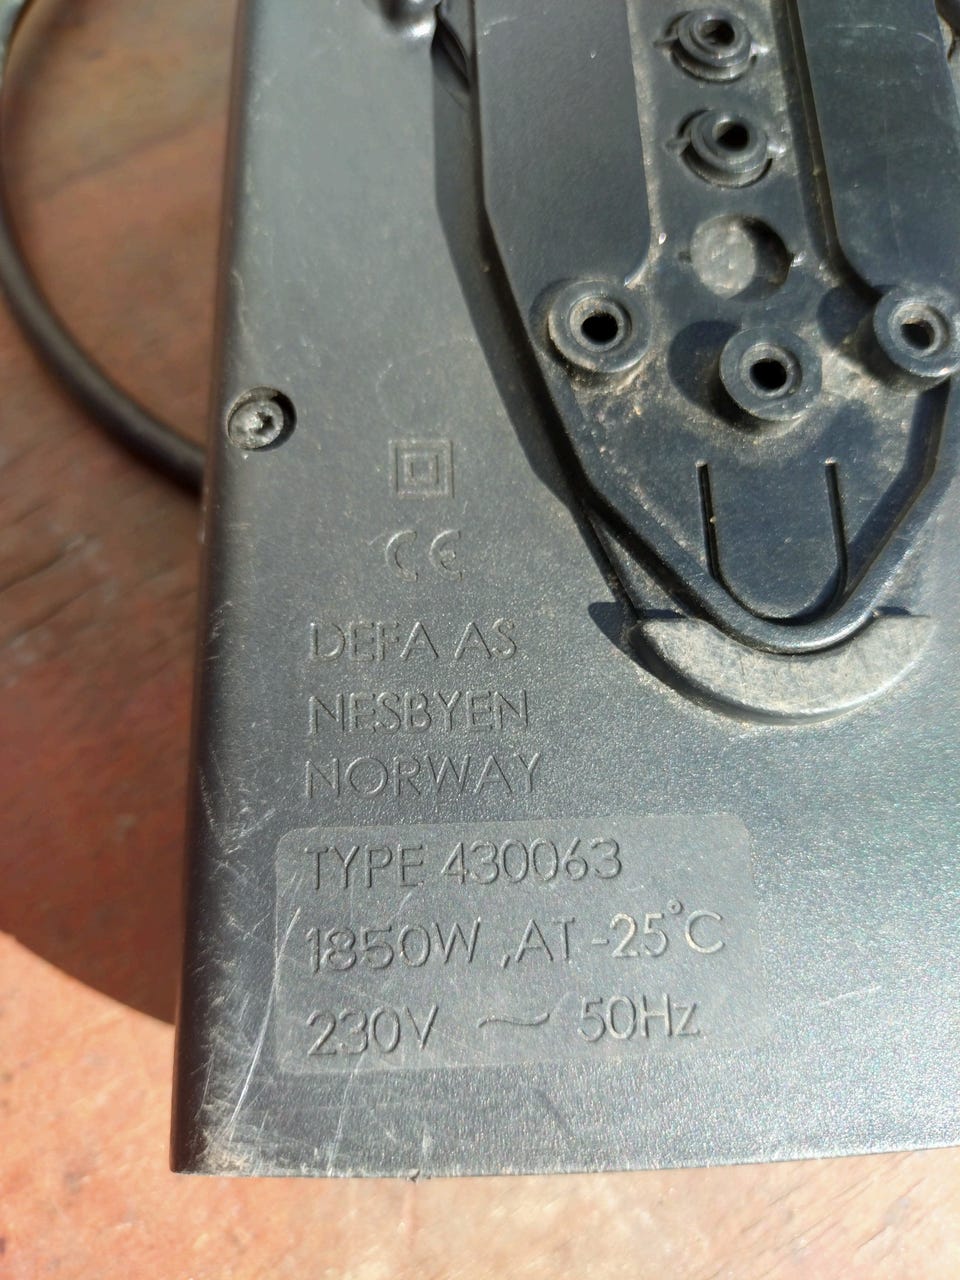 CE
DEFA AS
NESBYEN
NORWAY
TYPE 430063
1850W ,AT -25°C
230V ~ 50Hz